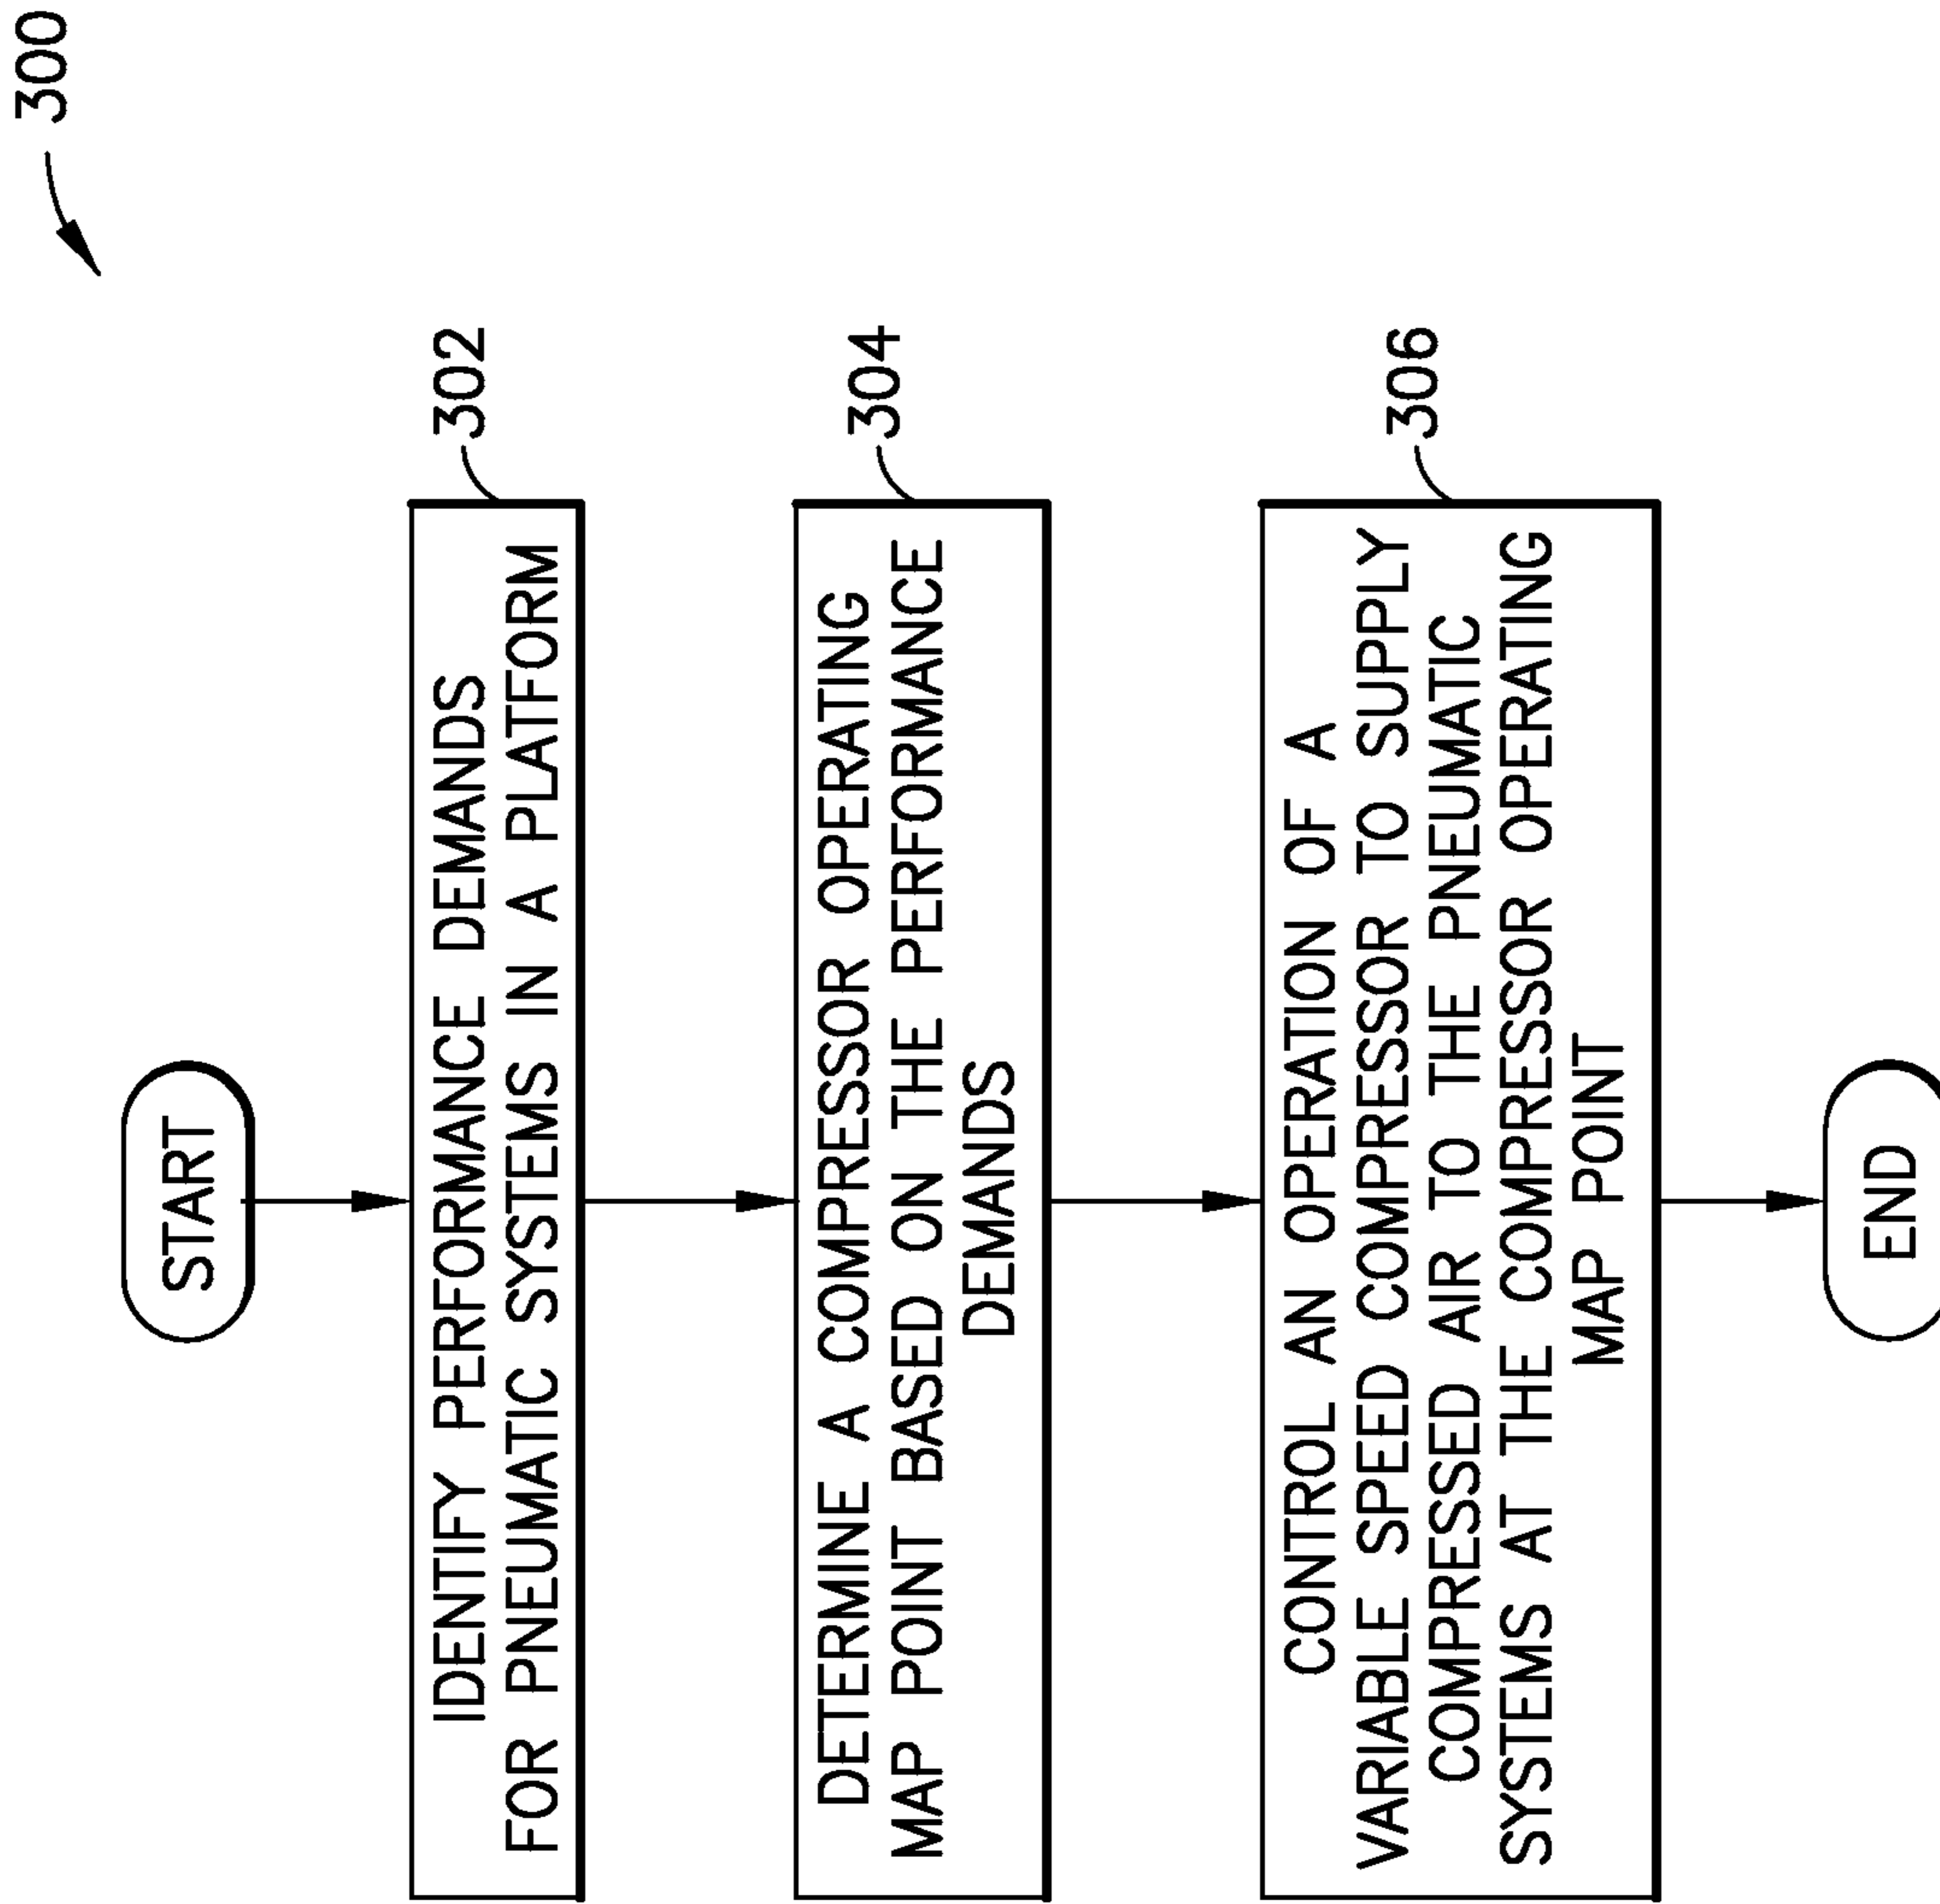 300
START
IDENTIFY PERFORMANCE DEMANDS
FOR PNEUMATIC SYSTEMS IN A PLATFORM
302
DETERMINE A COMPRESSOR OPERATING
MAP POINT BASED ON THE PERFORMANCE
DEMANDS
304
CONTROL AN OPERATION OF A
VARIABLE SPEED COMPRESSOR TO SUPPLY
COMPRESSED AIR TO THE PNEUMATIC
SYSTEMS AT THE COMPRESSOR OPERATING
MAP POINT
306
END